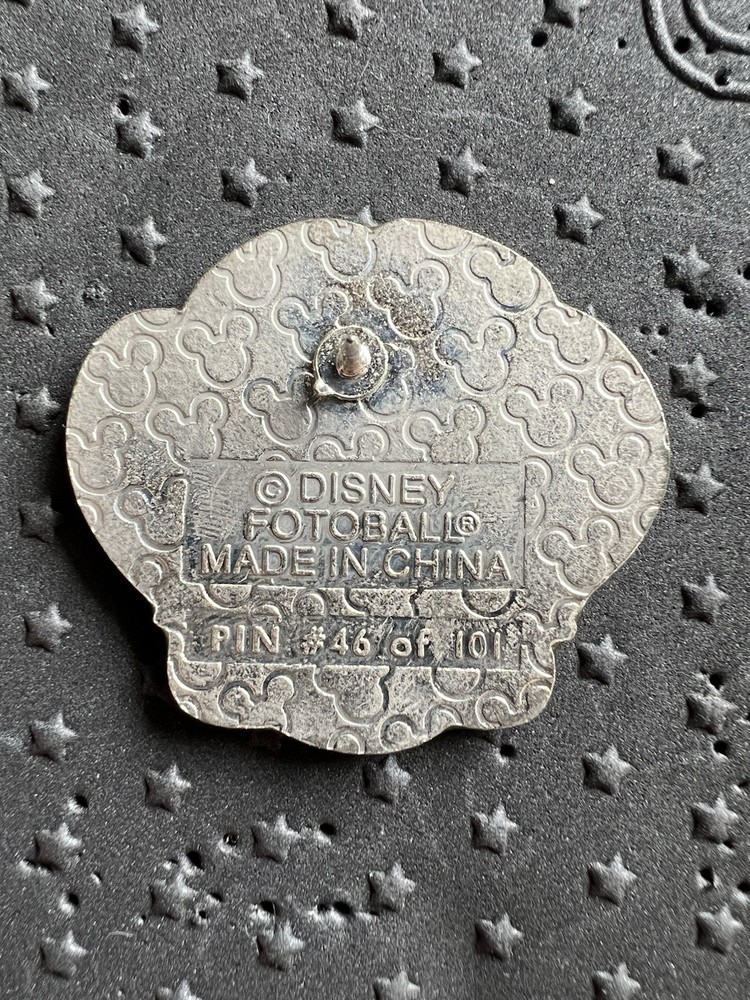 © DISNEY
FOTOBALL®
MADE IN CHINA
PIN #46 of 101